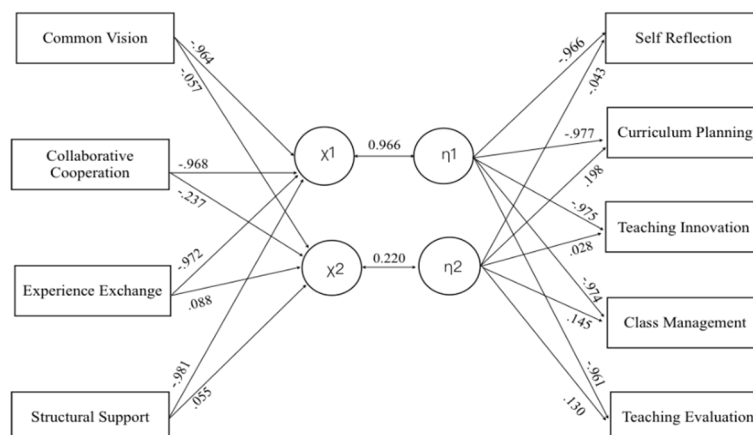 Common Vision
Self Reflection
-.964
-.057
-.966
-.043
Collaborative
Cooperation
-.968
-.237
χ1
0.966
η1
-.977
.198
Curriculum Planning
-.975
.028
Teaching Innovation
Experience Exchange
-.972
.088
χ2
0.220
η2
-.974
.145
Class Management
Structural Support
-.981
.055
-.961
.130
Teaching Evaluation